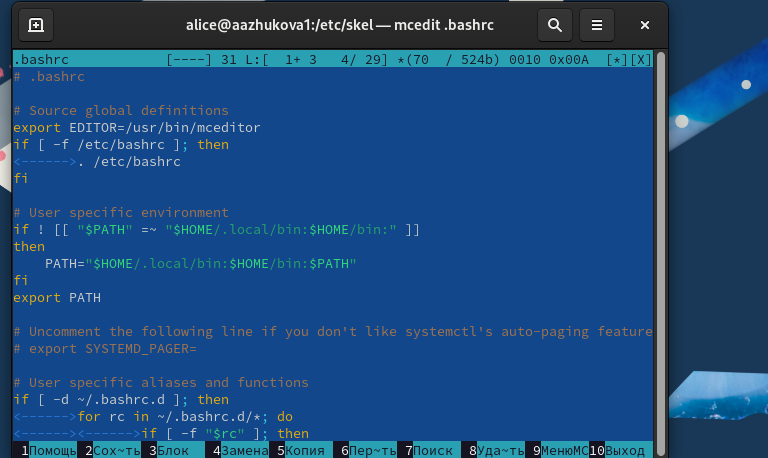 alice@aazhukova1:/etc/skel — mcedit .bashrc
.bashrc [----] 31 L:[ 1+ 3 4/ 29] *(70 / 524b) 0010 0x00A [*][X]
# .bashrc
# Source global definitions
export EDITOR=/usr/bin/mceditor
if [ -f /etc/bashrc ]; then
<------>. /etc/bashrc
fi
# User specific environment
if ! [[ "$PATH" =~ "$HOME/.local/bin:$HOME/bin:" ]]
then
    PATH="$HOME/.local/bin:$HOME/bin:$PATH"
fi
export PATH
# Uncomment the following line if you don't like systemctl's auto-paging feature
# export SYSTEMD_PAGER=
# User specific aliases and functions
if [ -d ~/.bashrc.d ]; then
<------>for rc in ~/.bashrc.d/*; do
<------><------>if [ -f "$rc" ]; then
1Помощь 2Сох~ть 3Блок 4Замена 5Копия 6Пер~ть 7Поиск 8Уда~ть 9МенюMC 10Выход